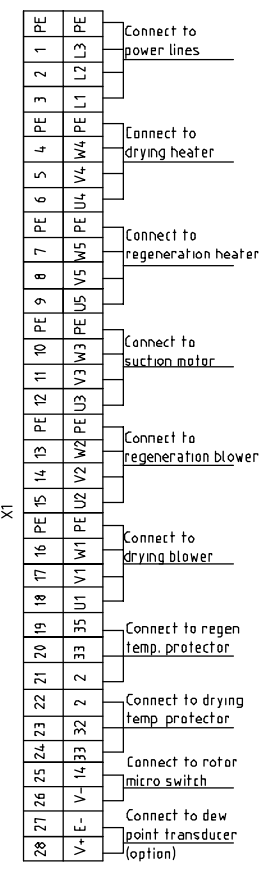 X1
PE PE
1 L3
2 L2
3 L1
Connect to
power lines
PE PE
4 W4
5 V4
6 U4
Connect to
drying heater
PE PE
7 W5
8 V5
9 U5
Connect to
regeneration heater
PE PE
10 W3
11 V3
12 U3
Connect to
suction motor
PE PE
13 W2
14 V2
15 U2
Connect to
regeneration blower
PE PE
16 W1
17 V1
18 U1
Connect to
drying blower
19 35
20 33
21 2
Connect to regen
temp. protector
22 2
23 32
24 33
Connect to drying
temp protector
25 14
26 V-
Connect to rotor
micro switch
27 E-
28 V+
Connect to dew
point transducer
(option)